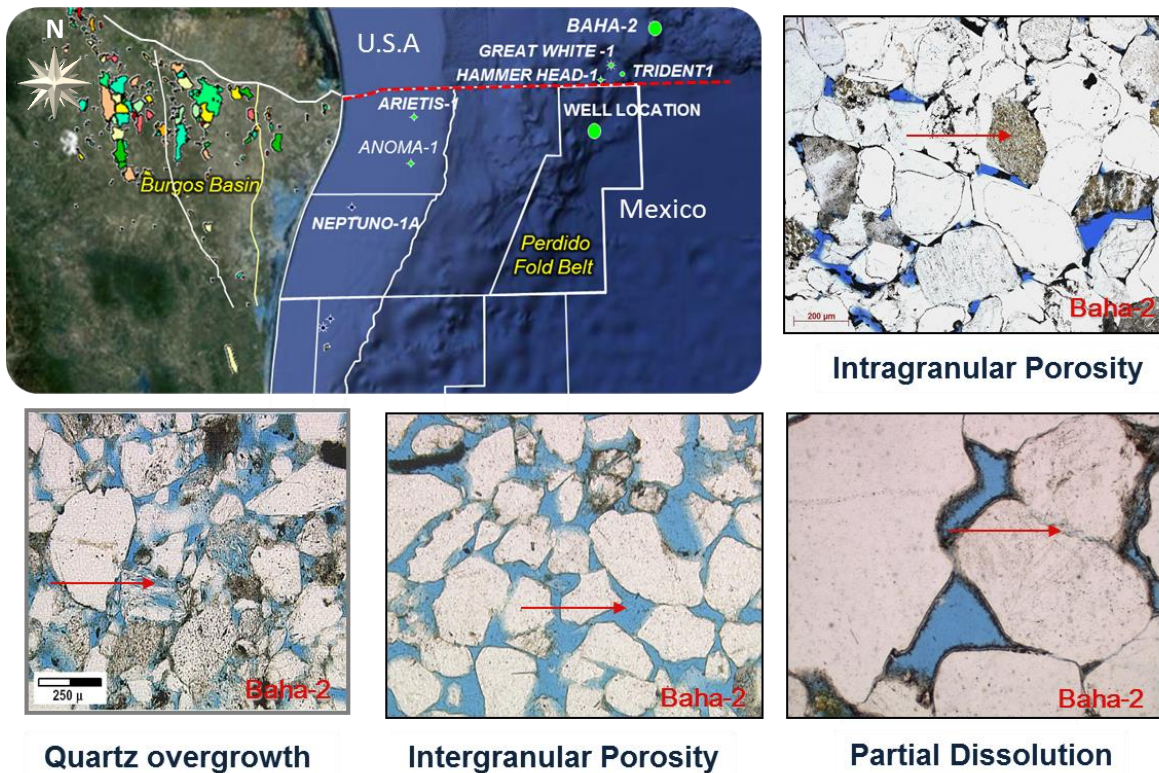 N
U.S.A
BAHA-2
GREAT WHITE -1
HAMMER HEAD-1
TRIDENT1
ARIETIS-1
WELL LOCATION
ANOMA-1
Burgos Basin
NEPTUNO-1A
Mexico
Perdido
Fold Belt
200 µm
Baha-2
Intragranular Porosity
250 µ
Baha-2
Quartz overgrowth
Baha-2
Intergranular Porosity
Baha-2
Partial Dissolution